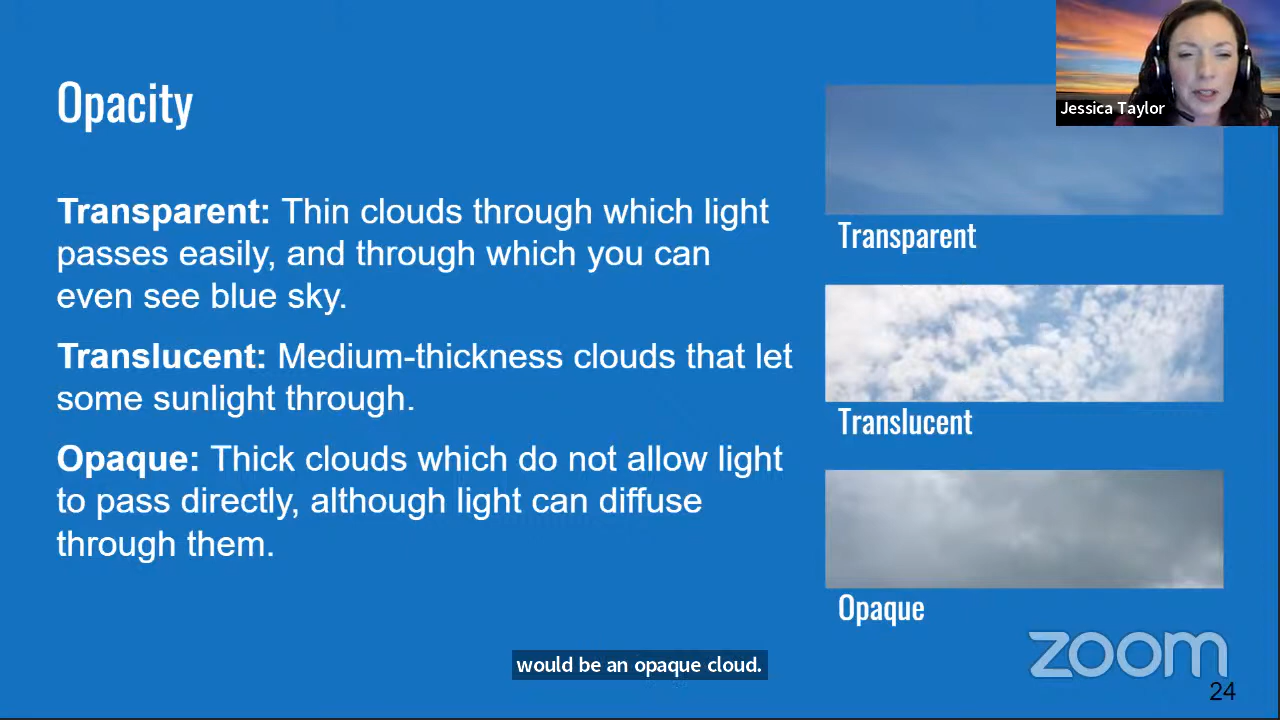 Opacity
Jessica Taylor
Transparent: Thin clouds through which light
passes easily, and through which you can
even see blue sky.
Transparent
Translucent: Medium-thickness clouds that let
some sunlight through.
Translucent
Opaque: Thick clouds which do not allow light
to pass directly, although light can diffuse
through them.
Opaque
would be an opaque cloud.
zoom
24